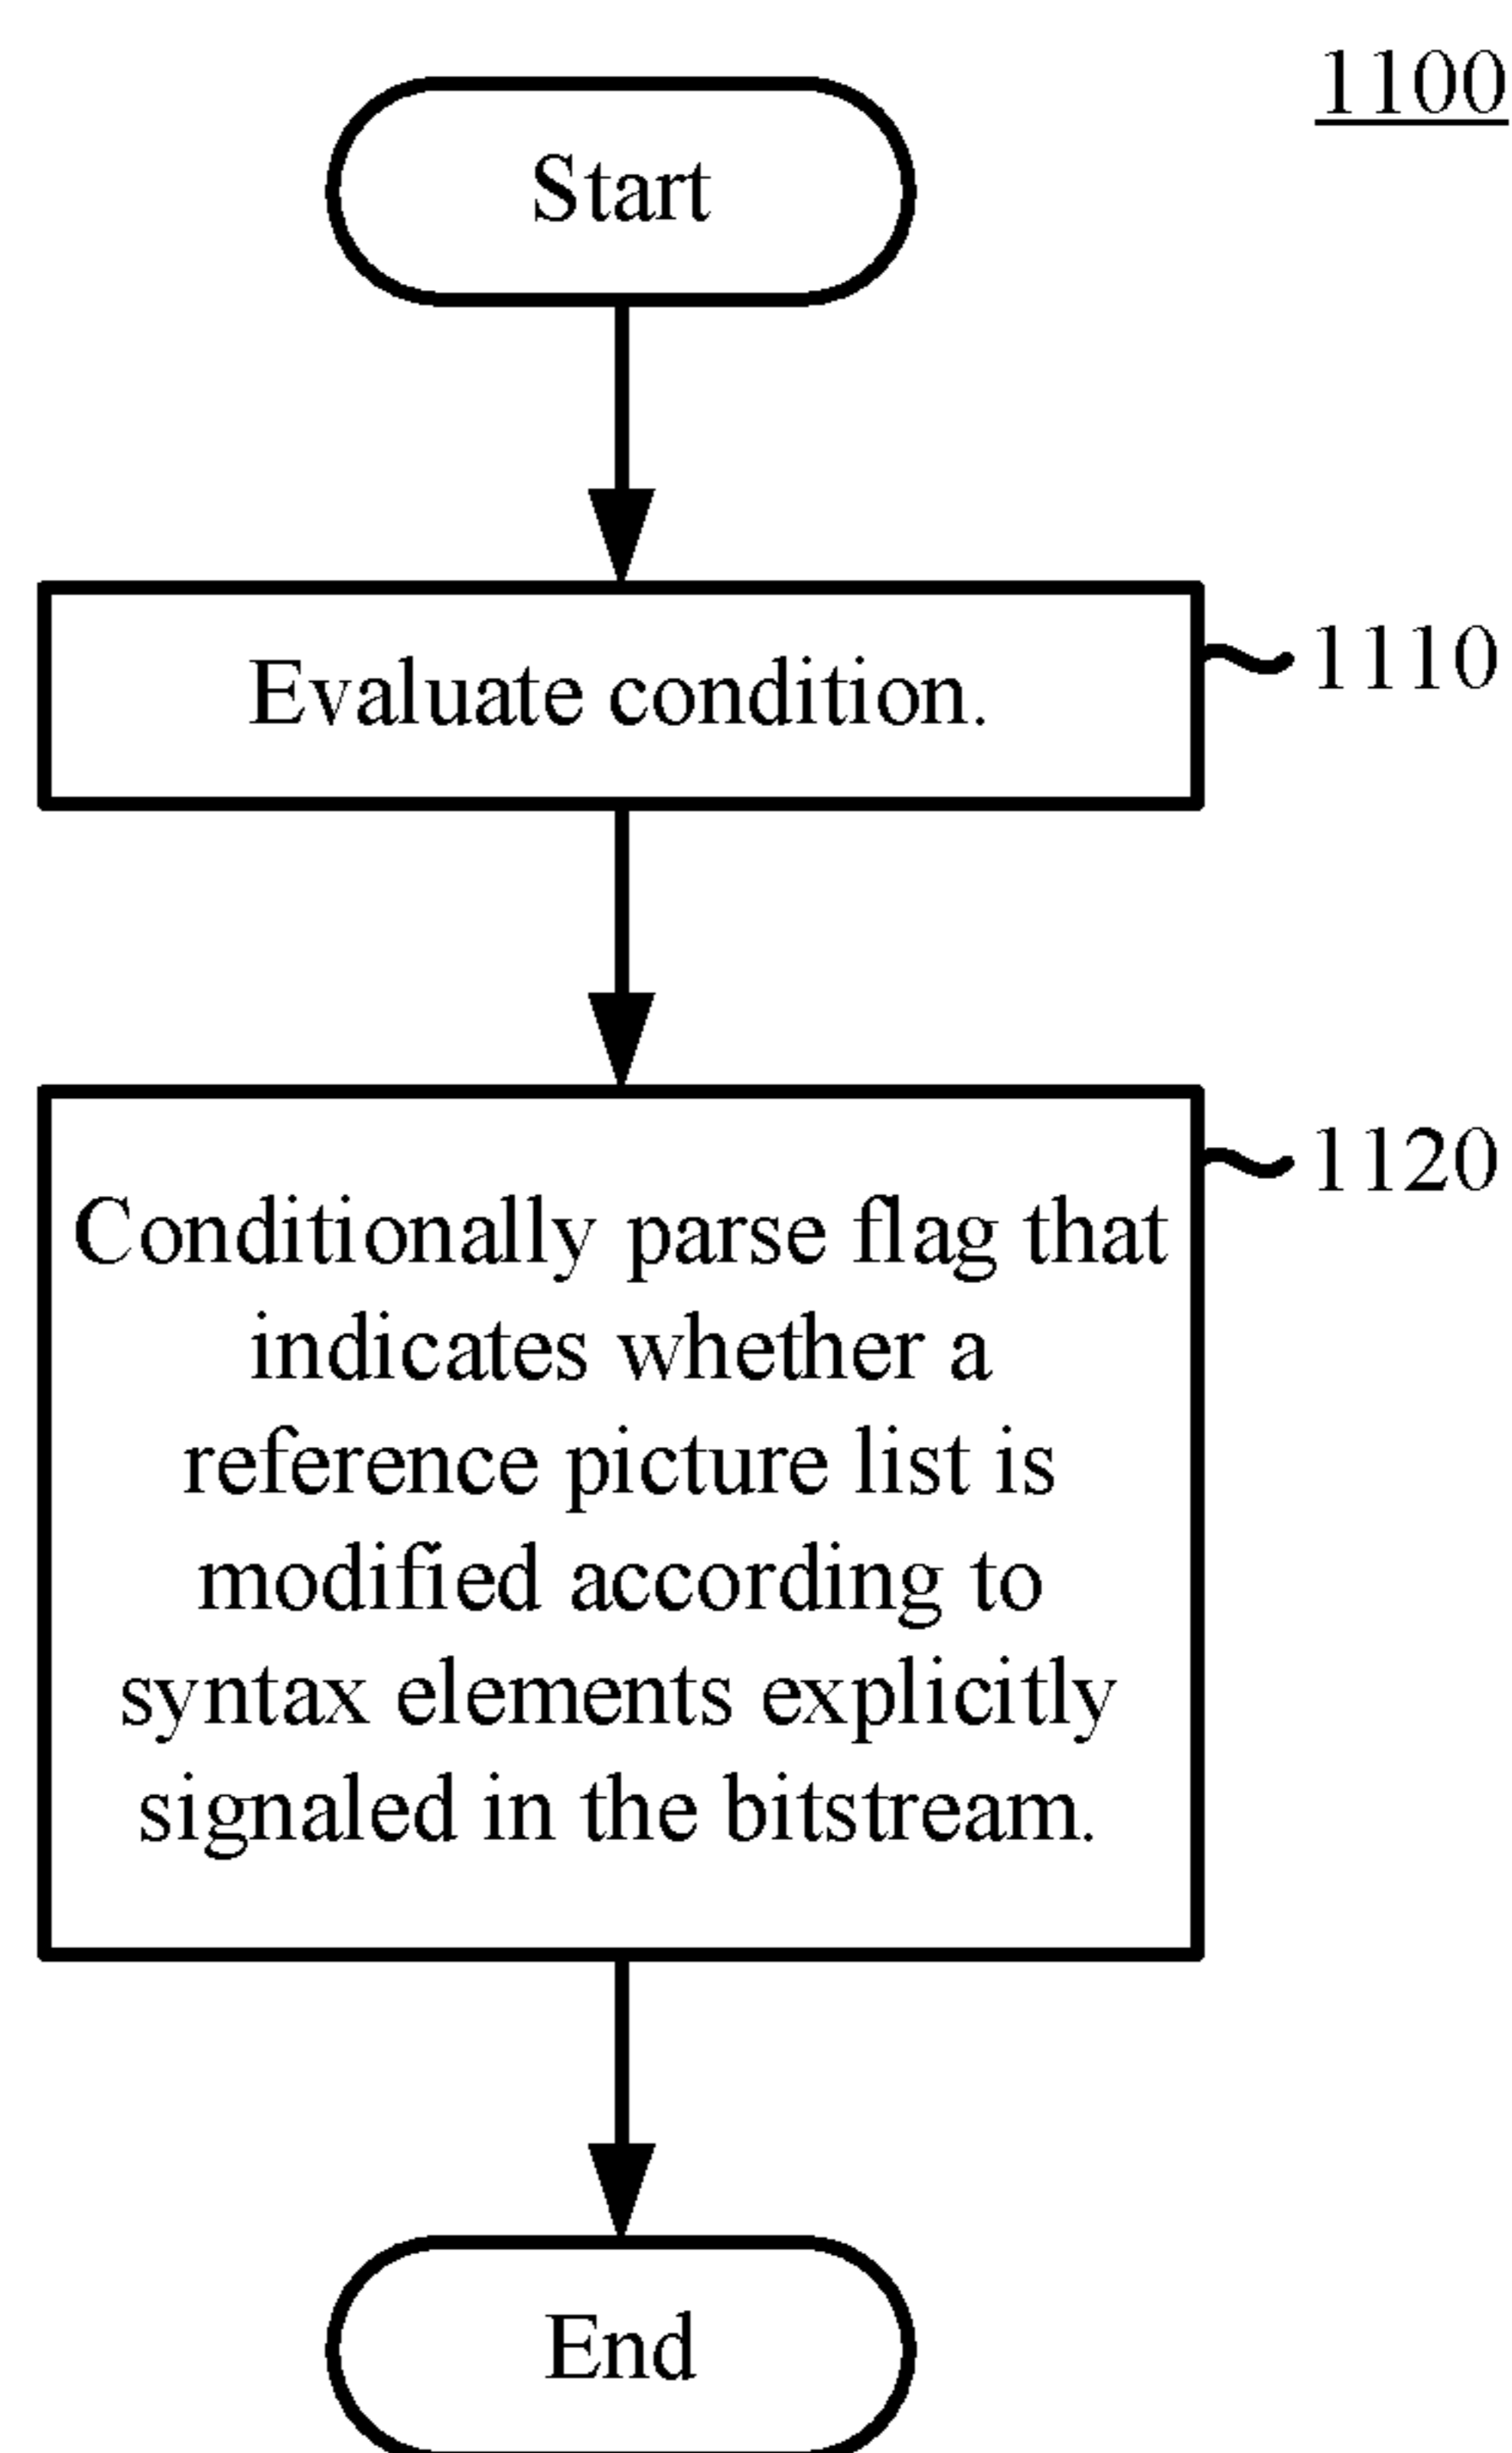 1100
Start
Evaluate condition.
1110
Conditionally parse flag that
indicates whether a
reference picture list is
modified according to
syntax elements explicitly
signaled in the bitstream.
1120
End